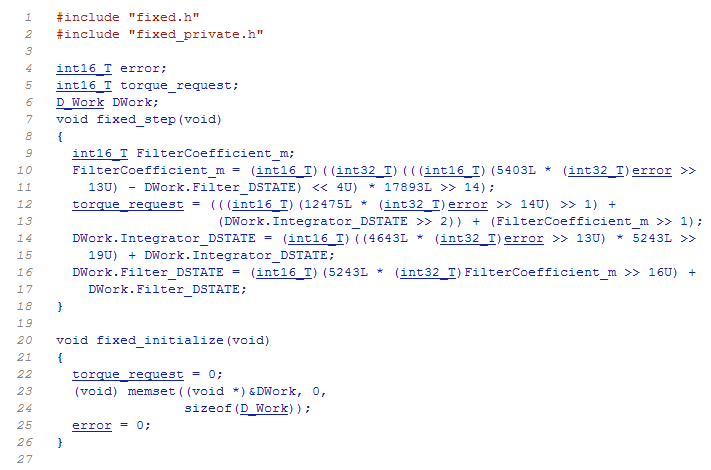 1 #include "fixed.h"
2 #include "fixed_private.h"
3
4 int16_T error;
5 int16_T torque_request;
6 D_Work DWork;
7 void fixed_step(void)
8 {
9 int16_T FilterCoefficient_m;
10 FilterCoefficient_m = (int16_T)((int32_T)(((int16_T)(5403L * (int32_T)error >>
11 13U) - DWork.Filter_DSTATE) << 4U) * 17893L >> 14);
12 torque_request = (((int16_T)(12475L * (int32_T)error >> 14U) >> 1) +
13 (DWork.Integrator_DSTATE >> 2)) + (FilterCoefficient_m >> 1);
14 DWork.Integrator_DSTATE = (int16_T)((4643L * (int32_T)error >> 13U) * 5243L >>
15 19U) + DWork.Integrator_DSTATE;
16 DWork.Filter_DSTATE = (int16_T)(5243L * (int32_T)FilterCoefficient_m >> 16U) +
17 DWork.Filter_DSTATE;
18 }
19
20 void fixed_initialize(void)
21 {
22 torque_request = 0;
23 (void) memset((void *)&DWork, 0,
24 sizeof(D_Work));
25 error = 0;
26 }
27